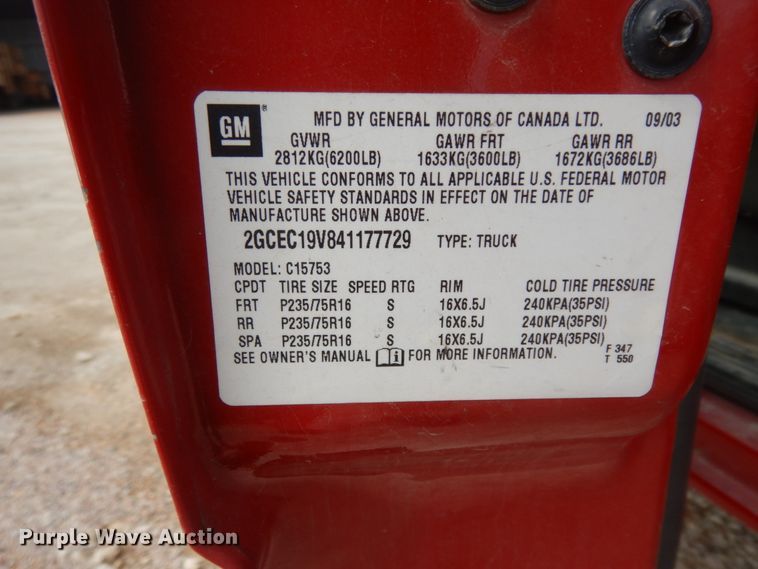 GM ® MFD BY GENERAL MOTORS OF CANADA LTD. 09/03
GVWR GAWR FRT GAWR RR
2812KG(6200LB) 1633KG(3600LB) 1672KG(3686LB)
THIS VEHICLE CONFORMS TO ALL APPLICABLE U.S. FEDERAL MOTOR
VEHICLE SAFETY STANDARDS IN EFFECT ON THE DATE OF
MANUFACTURE SHOWN ABOVE.
2GCEC19V841177729 TYPE: TRUCK
MODEL: C15753
CPDT TIRE SIZE SPEED RTG RIM COLD TIRE PRESSURE
FRT P235/75R16 S 16X6.5J 240KPA(35PSI)
RR P235/75R16 S 16X6.5J 240KPA(35PSI)
SPA P235/75R16 S 16X6.5J 240KPA(35PSI)
SEE OWNER'S MANUAL FOR MORE INFORMATION.
F 347
T 550
Purple Wave Auction